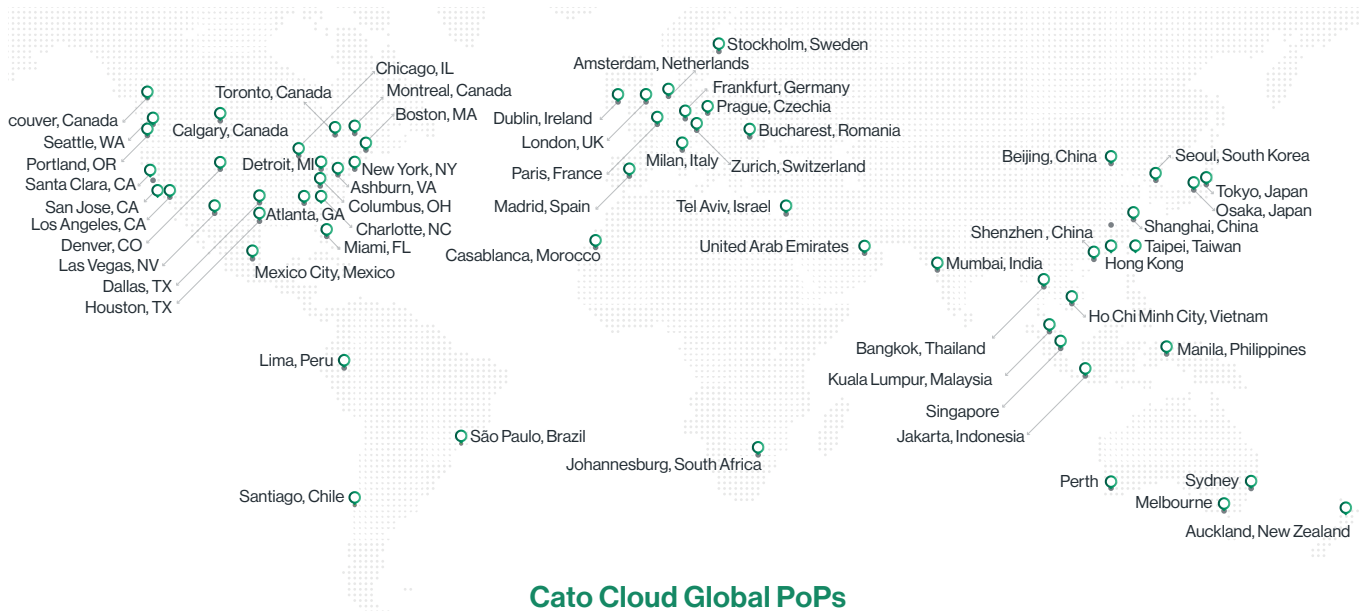 Stockholm, Sweden
Amsterdam, Netherlands
Chicago, IL
Toronto, Canada
Montreal, Canada
Frankfurt, Germany
Prague, Czechia
Boston, MA
couver, Canada
Calgary, Canada
Dublin, Ireland
Bucharest, Romania
Seattle, WA
London, UK
Portland, OR
Detroit, MI
New York, NY
Milan, Italy
Zurich, Switzerland
Beijing, China
Seoul, South Korea
Paris, France
Santa Clara, CA
Ashburn, VA
Tokyo, Japan
San Jose, CA
Columbus, OH
Madrid, Spain
Tel Aviv, Israel
Osaka, Japan
Los Angeles, CA
Atlanta, GA
Charlotte, NC
Shanghai, China
Shenzhen , China
Denver, CO
Miami, FL
United Arab Emirates
Taipei, Taiwan
Casablanca, Morocco
Las Vegas, NV
Mumbai, India
Hong Kong
Mexico City, Mexico
Dallas, TX
Houston, TX
Ho Chi Minh City, Vietnam
Bangkok, Thailand
Manila, Philippines
Lima, Peru
Kuala Lumpur, Malaysia
Singapore
São Paulo, Brazil
Jakarta, Indonesia
Johannesburg, South Africa
Perth
Sydney
Santiago, Chile
Melbourne
Auckland, New Zealand
Cato Cloud Global PoPs